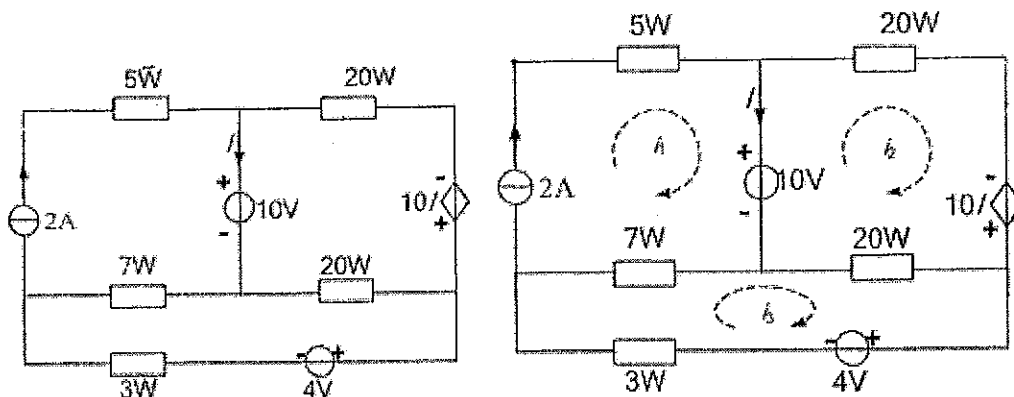 5W 20W
I
+
2A 10V
-
-
10I
+
7W 20W
- +
3W 4V
5W 20W
I
i1 i2
+
2A 10V
-
-
10I
+
7W 20W
i3
- +
3W 4V